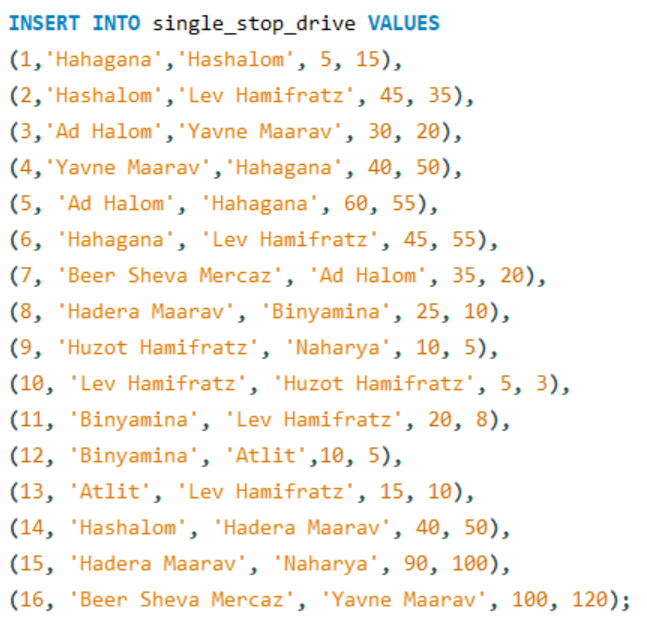 INSERT INTO single_stop_drive VALUES
(1,'Hahagana','Hashalom', 5, 15),
(2,'Hashalom','Lev Hamifratz', 45, 35),
(3,'Ad Halom','Yavne Maarav', 30, 20),
(4,'Yavne Maarav','Hahagana', 40, 50),
(5, 'Ad Halom', 'Hahagana', 60, 55),
(6, 'Hahagana', 'Lev Hamifratz', 45, 55),
(7, 'Beer Sheva Mercaz', 'Ad Halom', 35, 20),
(8, 'Hadera Maarav', 'Binyamina', 25, 10),
(9, 'Huzot Hamifratz', 'Naharya', 10, 5),
(10, 'Lev Hamifratz', 'Huzot Hamifratz', 5, 3),
(11, 'Binyamina', 'Lev Hamifratz', 20, 8),
(12, 'Binyamina', 'Atlit',10, 5),
(13, 'Atlit', 'Lev Hamifratz', 15, 10),
(14, 'Hashalom', 'Hadera Maarav', 40, 50),
(15, 'Hadera Maarav', 'Naharya', 90, 100),
(16, 'Beer Sheva Mercaz', 'Yavne Maarav', 100, 120);